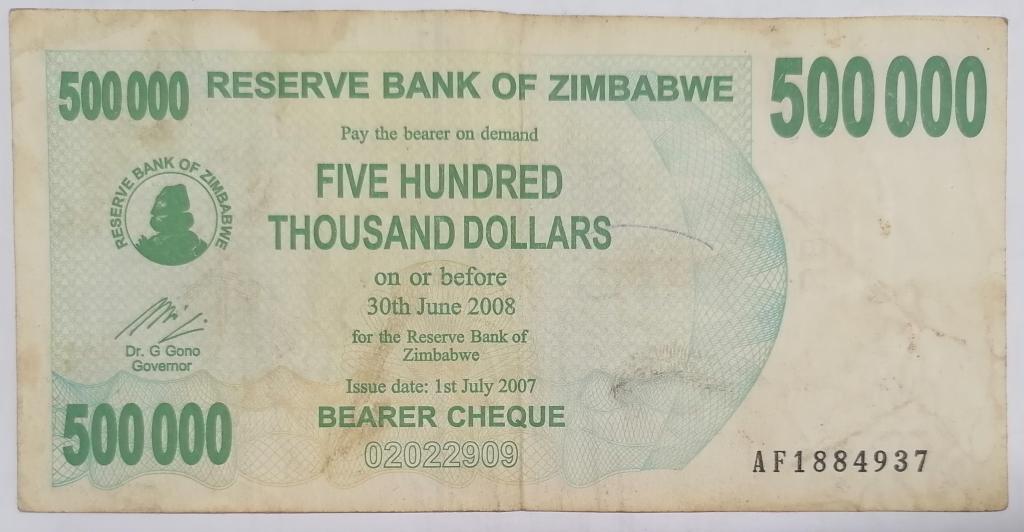 500 000 RESERVE BANK OF ZIMBABWE 500 000
Pay the bearer on demand
FIVE HUNDRED
THOUSAND DOLLARS
RESERVE BANK OF ZIMBABWE
on or before
30th June 2008
for the Reserve Bank of
Zimbabwe
Dr. G Gono
Governor
Issue date: 1st July 2007
BEARER CHEQUE
500 000
02022909
AF1884937